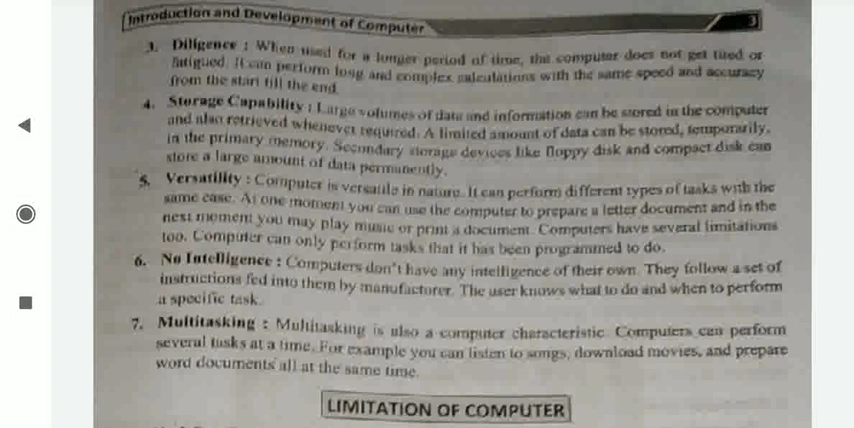 Introduction and Development of Computer
3
3. Diligence : When used for a longer period of time, the computer does not get tired or
fatigued. It can perform long and complex calculations with the same speed and accuracy
from the start till the end.
4. Storage Capability : Large volumes of data and information can be stored in the computer
and also retrieved whenever required. A limited amount of data can be stored, temporarily,
in the primary memory. Secondary storage devices like floppy disk and compact disk can
store a large amount of data permanently.
5. Versatility : Computer is versatile in nature. It can perform different types of tasks with the
same ease. At one moment you can use the computer to prepare a letter document and in the
next moment you may play music or print a document. Computers have several limitations
too. Computer can only perform tasks that it has been programmed to do.
6. No Intelligence : Computers don't have any intelligence of their own. They follow a set of
instructions fed into them by manufacturer. The user knows what to do and when to perform
a specific task.
7. Multitasking : Multitasking is also a computer characteristic. Computers can perform
several tasks at a time. For example you can listen to songs, download movies, and prepare
word documents all at the same time.
LIMITATION OF COMPUTER